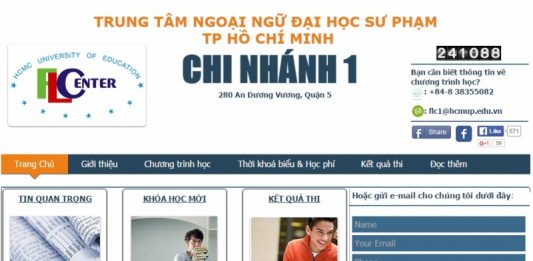 TRUNG TÂM NGOẠI NGỮ ĐẠI HỌC SƯ PHẠM
TP HỒ CHÍ MINH
HCMC UNIVERSITY OF EDUCATION
FLCENTER
CHI NHÁNH 1
280 An Dương Vương, Quận 5
241088
Bạn cần biết thông tin về
chương trình học?
: +84-8 38355082
: flc1@hcmup.edu.vn
Share
Like
571
59
Trang Chủ
Giới thiệu
Chương trình học
Thời khoá biểu & Học phí
Kết quả thi
Đọc thêm
TIN QUAN TRỌNG
KHÓA HỌC MỚI
KẾT QUẢ THI
Hoặc gửi e-mail cho chúng tôi dưới đây:
Name
Your Email
Phone